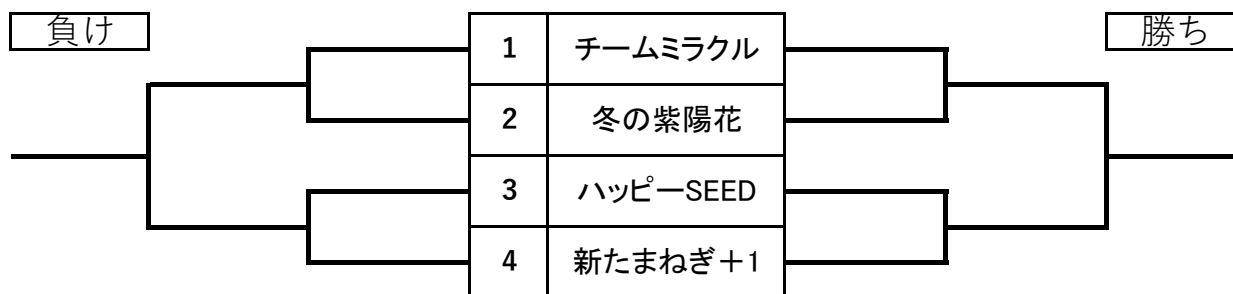 負け
勝ち
1 チームミラクル
2 冬の紫陽花
3 ハッピーSEED
4 新たまねぎ＋1